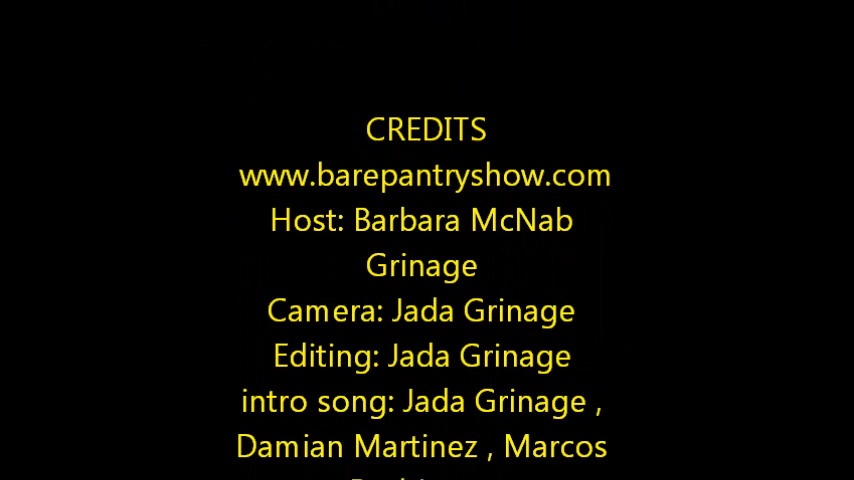 CREDITS
www.barepantryshow.com
Host: Barbara McNab
Grinage
Camera: Jada Grinage
Editing: Jada Grinage
intro song: Jada Grinage ,
Damian Martinez , Marcos